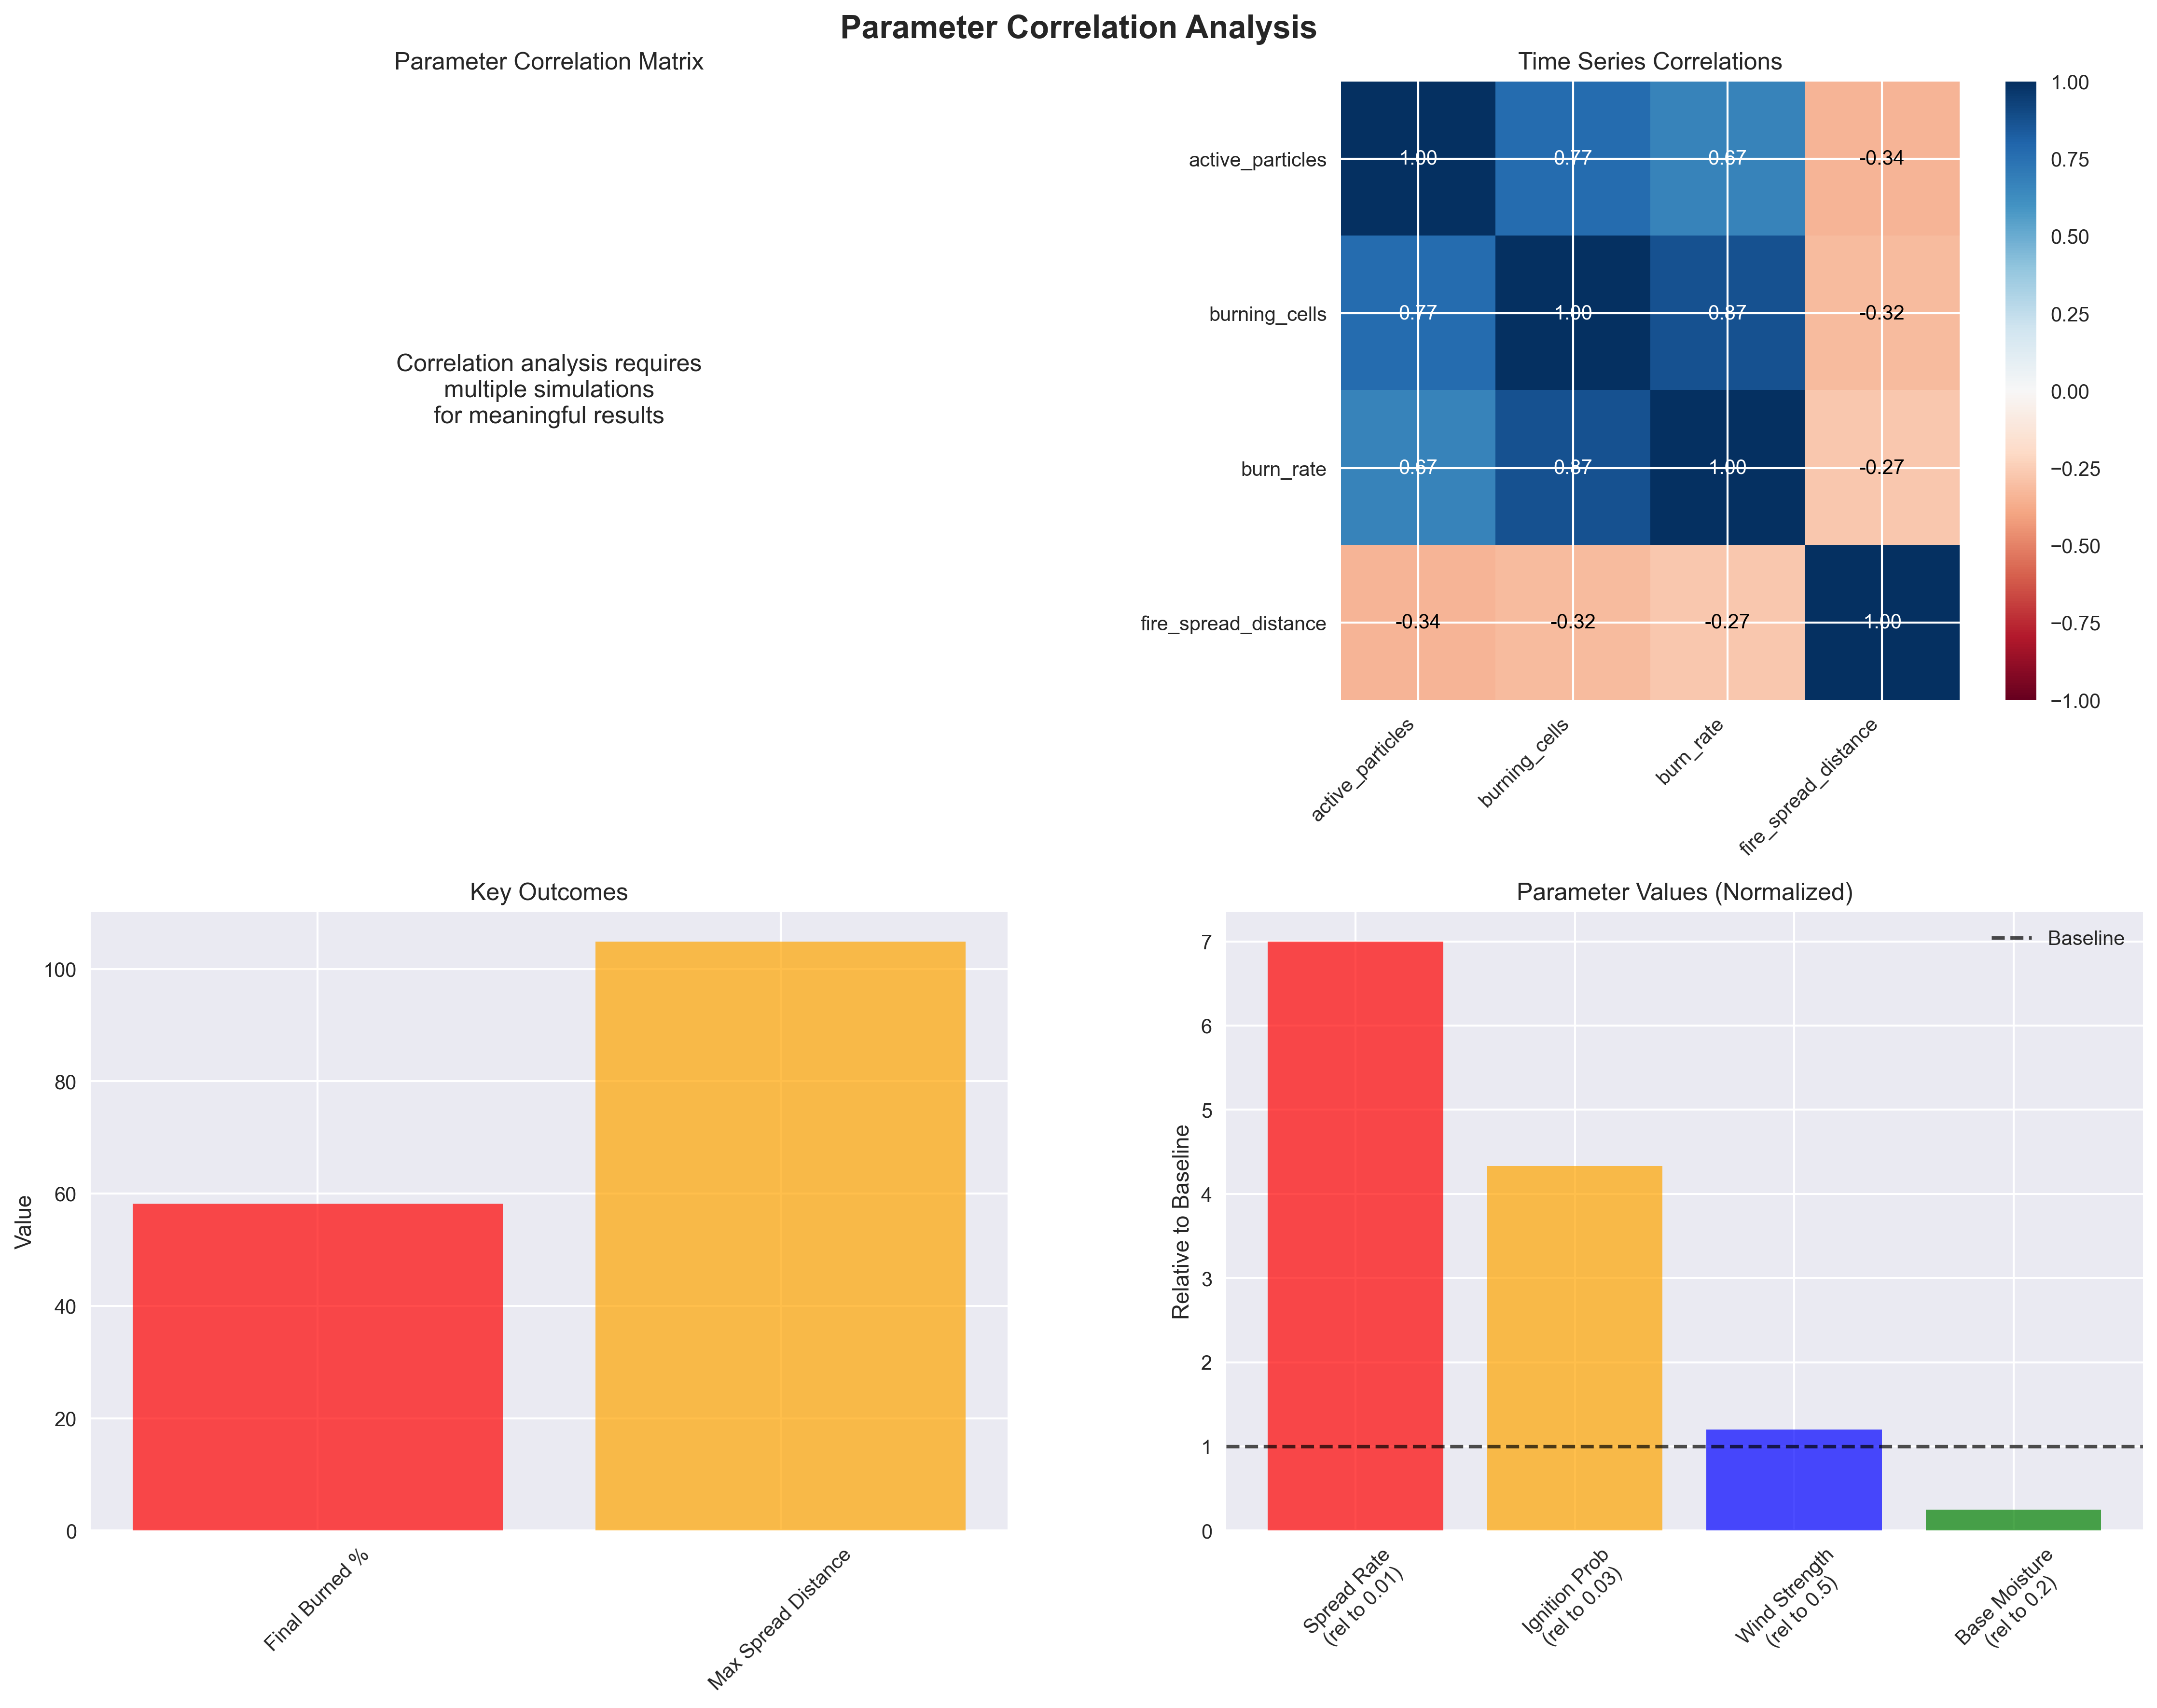 Parameter Correlation Analysis
Parameter Correlation Matrix
Correlation analysis requires
multiple simulations
for meaningful results
Time Series Correlations
active_particles
burning_cells
burn_rate
fire_spread_distance
1.00 0.77 0.67 -0.34
0.77 1.00 0.87 -0.32
0.67 0.87 1.00 -0.27
-0.34 -0.32 -0.27 1.00
active_particles
burning_cells
burn_rate
fire_spread_distance
1.00
0.75
0.50
0.25
0.00
−0.25
−0.50
−0.75
−1.00
Key Outcomes
Value
100
80
60
40
20
0
Final Burned %
Max Spread Distance
Parameter Values (Normalized)
Relative to Baseline
7
6
5
4
3
2
1
0
Baseline
Spread Rate
(rel to 0.01)
Ignition Prob
(rel to 0.03)
Wind Strength
(rel to 0.5)
Base Moisture
(rel to 0.2)